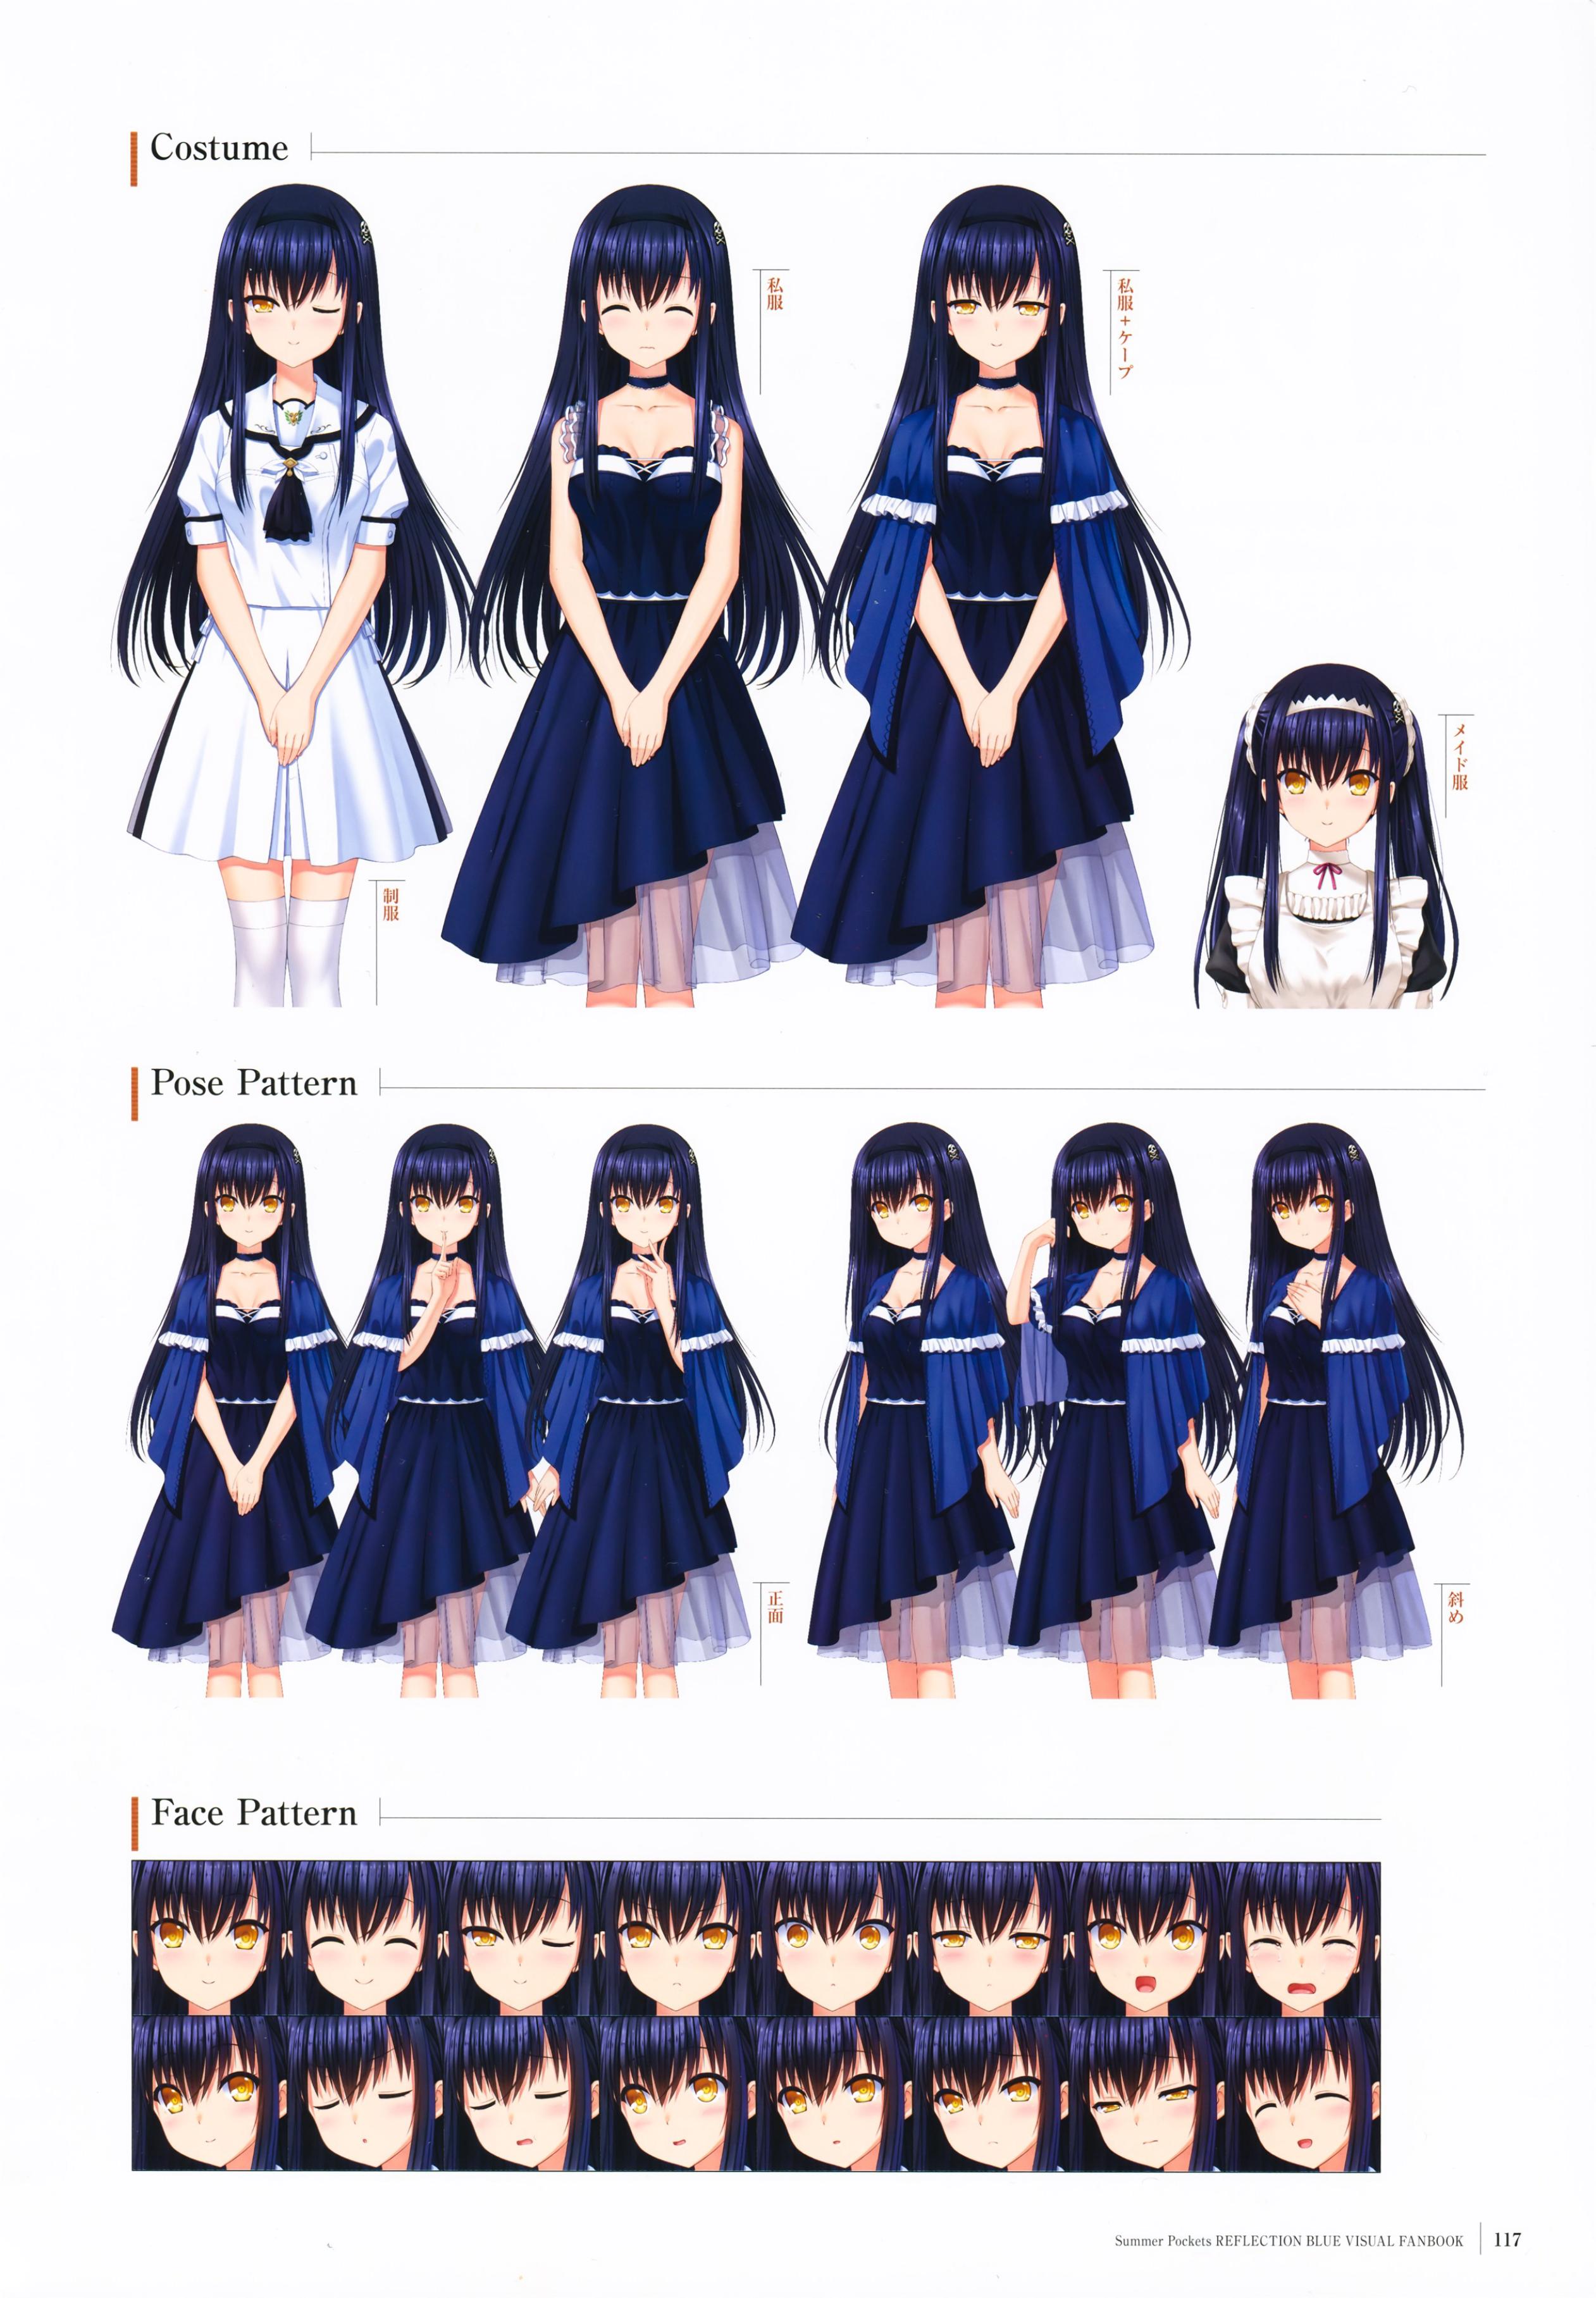 Costume
私服
私服+ケープ
メイド服
制服
Pose Pattern
正面
斜め
Face Pattern
Summer Pockets REFLECTION BLUE VISUAL FANBOOK
117